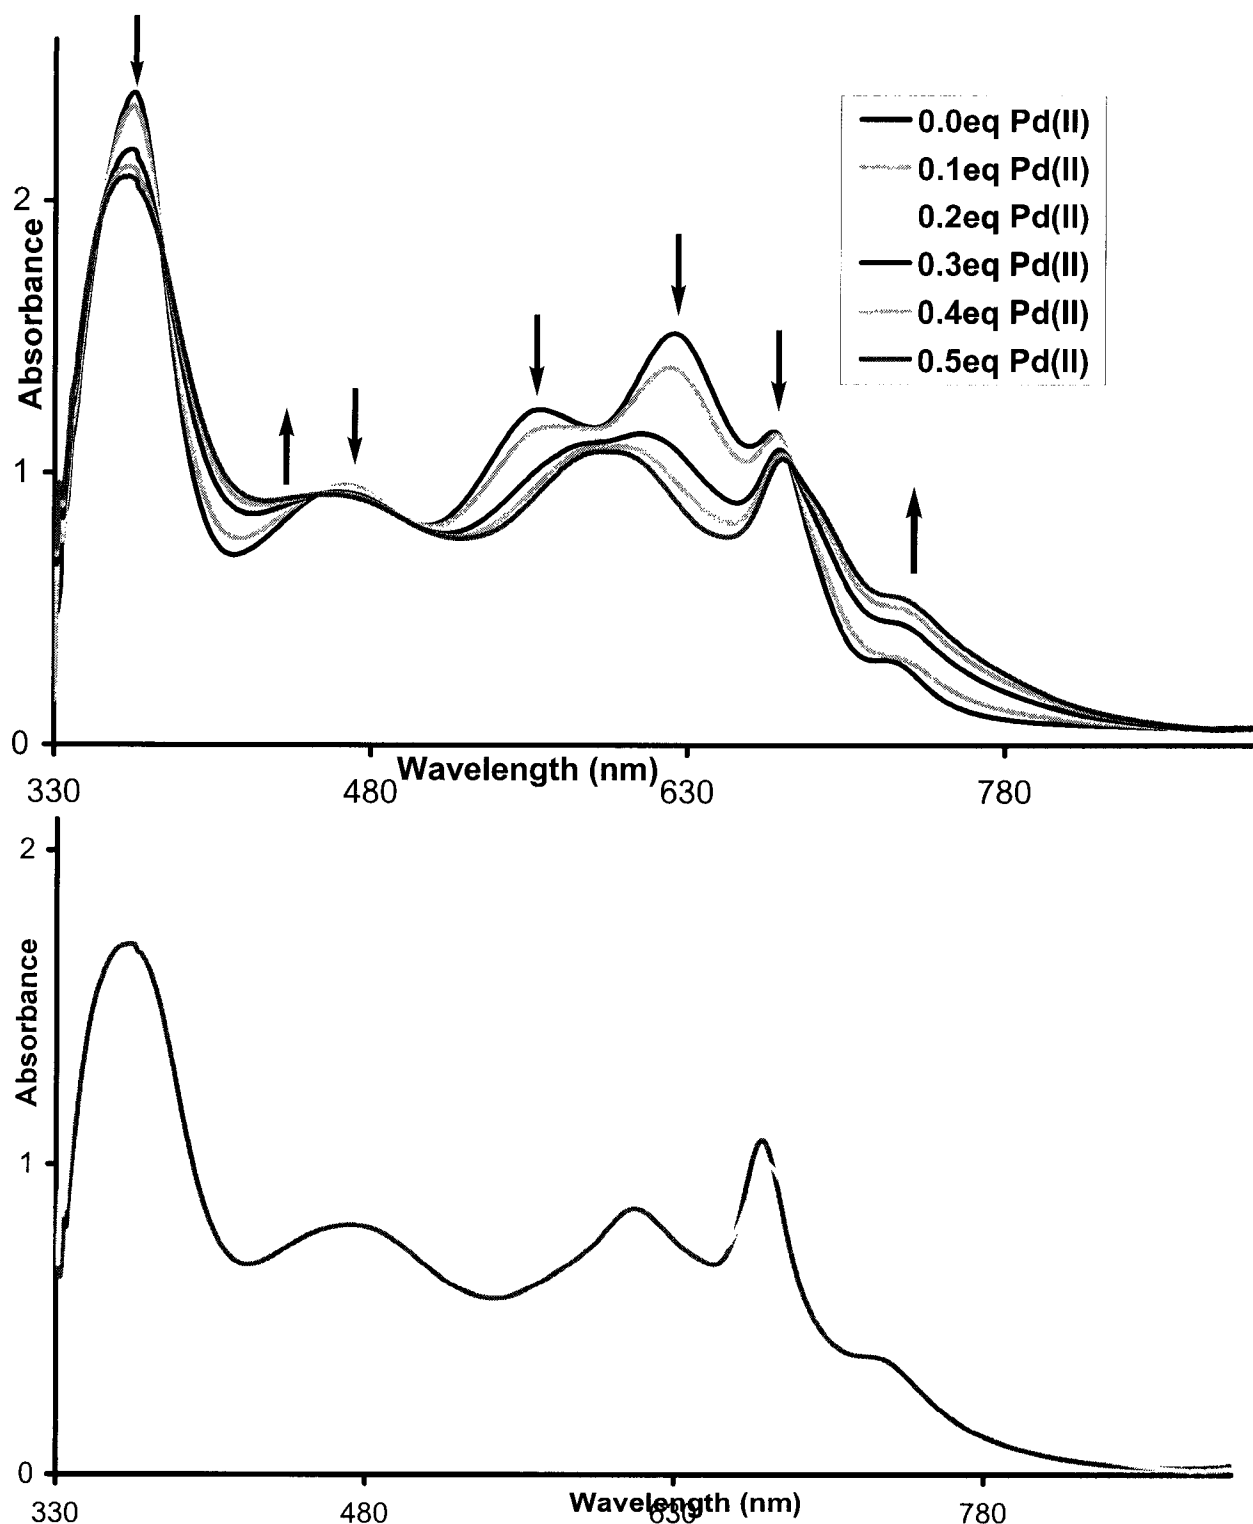 0.0eq Pd(II)
0.1eq Pd(II)
0.2eq Pd(II)
0.3eq Pd(II)
0.4eq Pd(II)
0.5eq Pd(II)
2
Absorbance
1
0
Wavelength (nm)
330 480 630 780
2
Absorbance
1
0
Wavelength (nm)
330 480 630 780